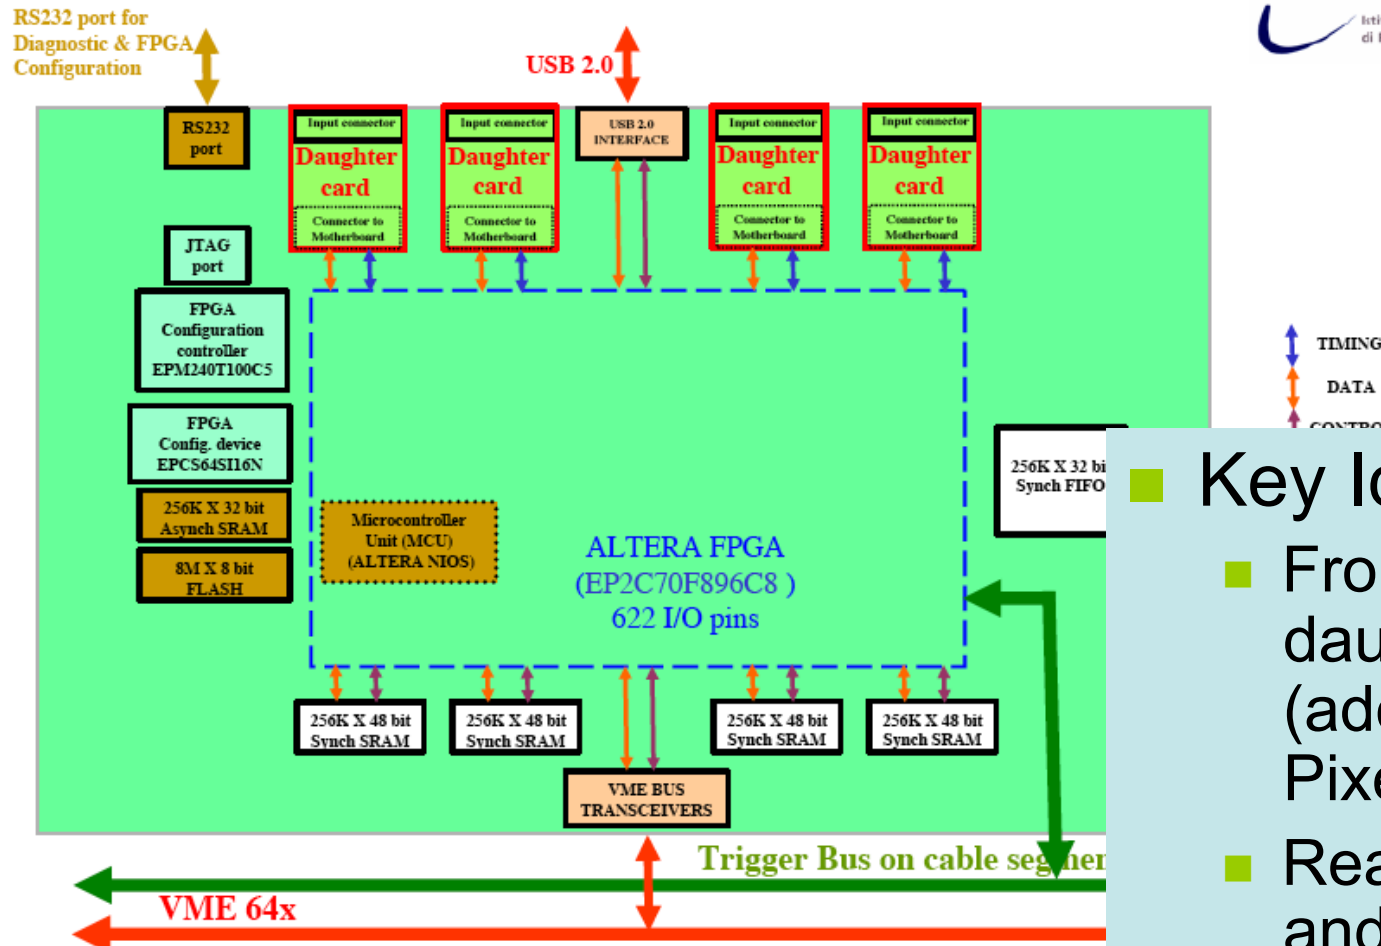 RS232 port for
Diagnostic & FPGA
Configuration
USB 2.0
di
RS232
port
Input connector
Daughter
card
Connector to
Motherboard
Input connector
Daughter
card
Connector to
Motherboard
USB 2.0
INTERFACE
Input connector
Daughter
card
Connector to
Motherboard
Input connector
Daughter
card
Connector to
Motherboard
JTAG
port
FPGA
Configuration
controller
EPM240T100C5
FPGA
Config. device
EPCS64SI16N
256K X 32 bit
Asynch SRAM
8M X 8 bit
FLASH
Microcontroller
Unit (MCU)
(ALTERA NIOS)
ALTERA FPGA
(EP2C70F896C8 )
622 I/O pins
TIMING
DATA
256K X 32
Synch FIFO
256K X 48 bit
Synch SRAM
256K X 48 bit
Synch SRAM
256K X 48 bit
Synch SRAM
256K X 48 bit
Synch SRAM
VME BUS
TRANSCEIVERS
Trigger Bus on cable
VME 64x
Key
and